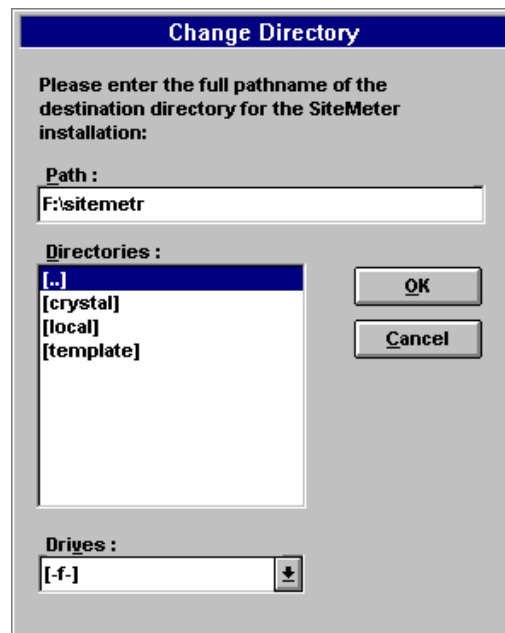 Change Directory
Please enter the full pathname of the
destination directory for the SiteMeter
installation:
Path :
F:\sitemetr
Directories :
[..]
[crystal]
[local]
[template]
OK
Cancel
Drives :
[-f-]